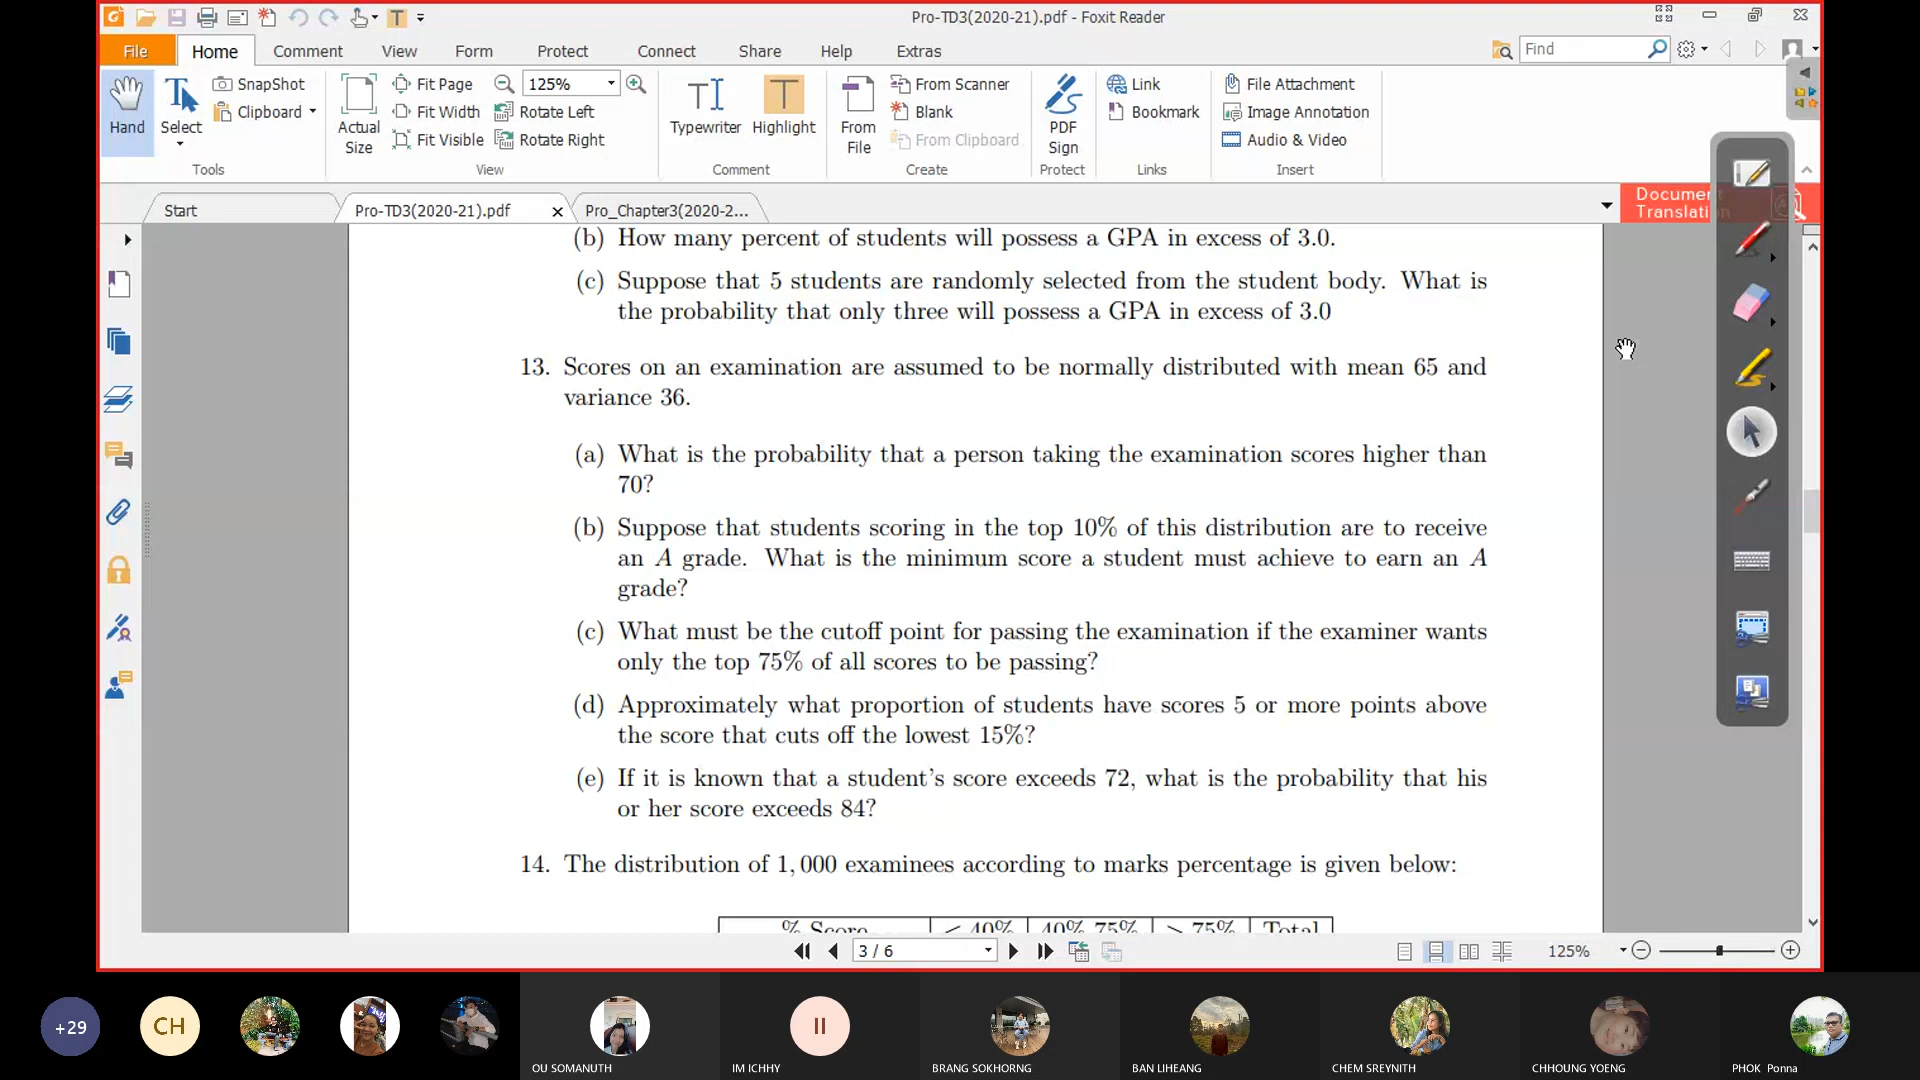 Pro-TD3(2020-21).pdf - Foxit Reader
File Home Comment View Form Protect Connect Share Help Extras Find
Hand
Select
SnapShot
Clipboard
Tools
Actual Size
Fit Page
Fit Width
Fit Visible
125%
Rotate Left
Rotate Right
View
Typewriter
Highlight
Comment
From File
From Scanner
Blank
From Clipboard
Create
PDF Sign
Protect
Link
Bookmark
Links
File Attachment
Image Annotation
Audio & Video
Insert
Start
Pro-TD3(2020-21).pdf
Pro_Chapter3(2020-2...
(b) How many percent of students will possess a GPA in excess of 3.0.
(c) Suppose that 5 students are randomly selected from the student body. What is
the probability that only three will possess a GPA in excess of 3.0
13. Scores on an examination are assumed to be normally distributed with mean 65 and
variance 36.
(a) What is the probability that a person taking the examination scores higher than
70?
(b) Suppose that students scoring in the top 10% of this distribution are to receive
an A grade. What is the minimum score a student must achieve to earn an A
grade?
(c) What must be the cutoff point for passing the examination if the examiner wants
only the top 75% of all scores to be passing?
(d) Approximately what proportion of students have scores 5 or more points above
the score that cuts off the lowest 15%?
(e) If it is known that a student's score exceeds 72, what is the probability that his
or her score exceeds 84?
14. The distribution of 1,000 examinees according to marks percentage is given below:
% Score < 40% 40%-75% > 75% Total
3 / 6
125%
+29
CH
II
OU SOMANUTH
IM ICHHY
BRANG SOKHORNG
BAN LIHEANG
CHEM SREYNITH
CHHOUNG YOENG
PHOK Ponna